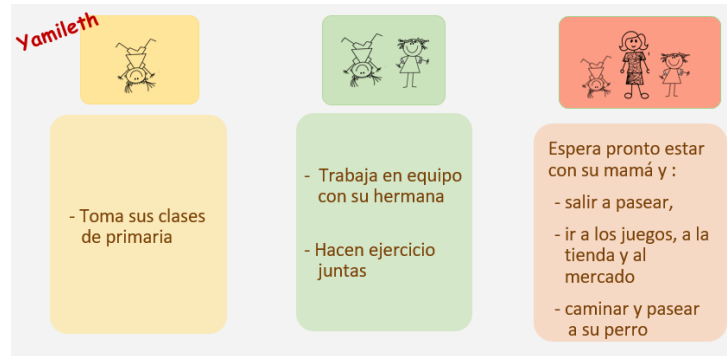 Yamileth
- Toma sus clases
de primaria
- Trabaja en equipo
con su hermana
- Hacen ejercicio
juntas
Espera pronto estar
con su mamá y :
- salir a pasear,
- ir a los juegos, a la
tienda y al
mercado
- caminar y pasear
a su perro